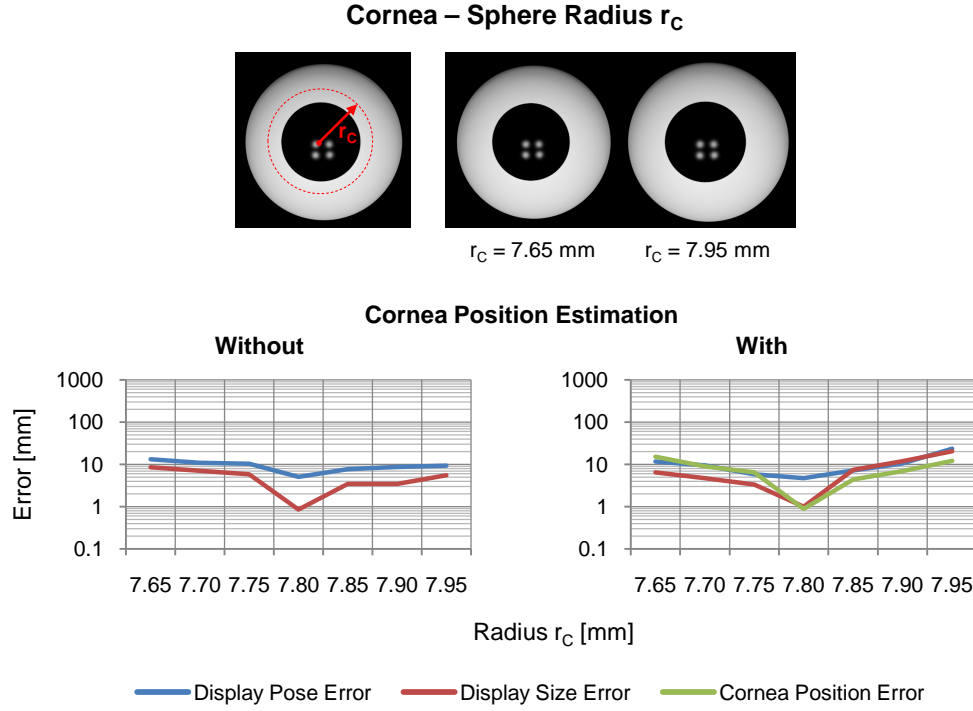 Cornea – Sphere Radius rC
rC
rC = 7.65 mm
rC = 7.95 mm
Cornea Position Estimation
Without
With
1000
100
10
1
0.1
1000
100
10
1
0.1
Error [mm]
7.65 7.70 7.75 7.80 7.85 7.90 7.95
7.65 7.70 7.75 7.80 7.85 7.90 7.95
Radius rC [mm]
Display Pose Error
Display Size Error
Cornea Position Error